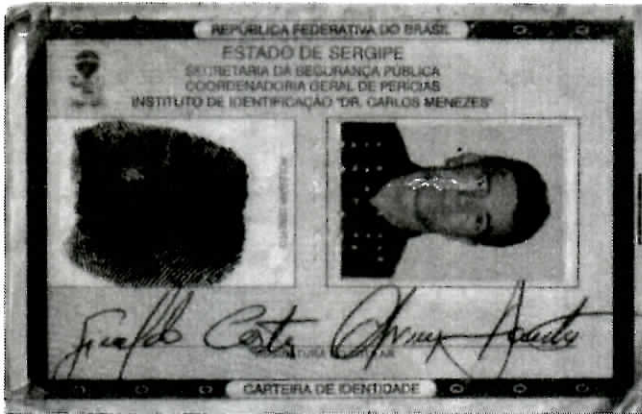 REPÚBLICA FEDERATIVA DO BRASIL
ESTADO DE SERGIPE
SECRETARIA DA SEGURANÇA PÚBLICA
COORDENADORIA GERAL DE PERÍCIAS
INSTITUTO DE IDENTIFICAÇÃO "DR. CARLOS MENEZES"
Costa
CARTEIRA DE IDENTIDADE